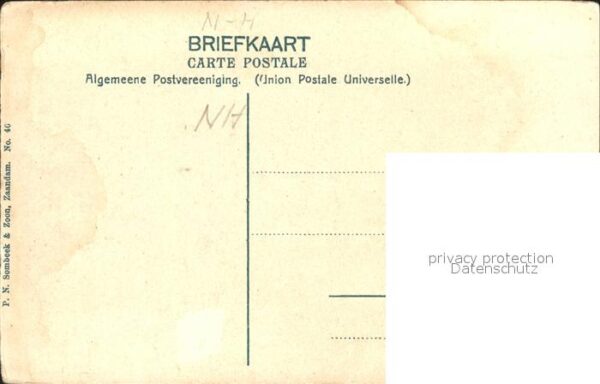 N-H
BRIEFKAART
CARTE POSTALE
Algemeene Postvereeniging. (Union Postale Universelle.)
NH
P. N. Sombeek & Zoon, Zaandam. No. 40
privacy protection
Datenschutz